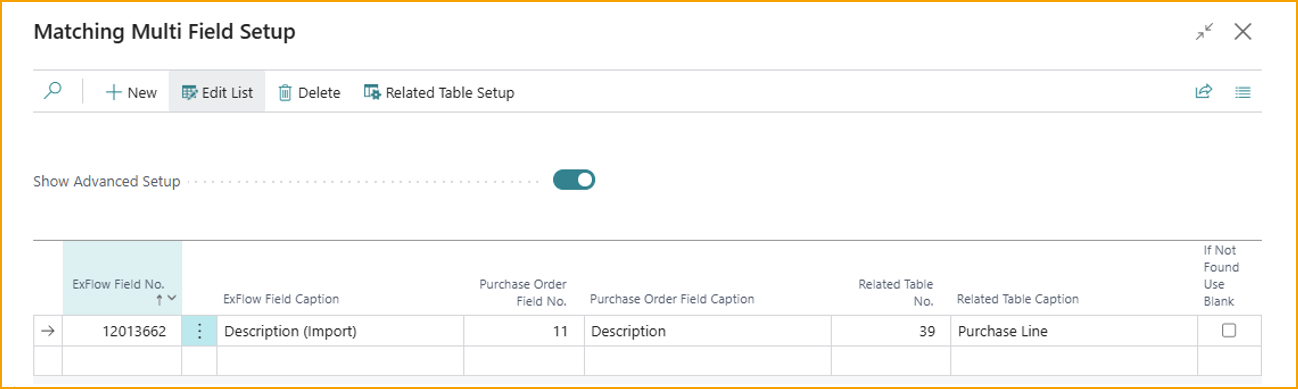 Matching Multi Field Setup
New Edit List Delete Related Table Setup
Show Advanced Setup
If Not
Found
Use
Blank
ExFlow Field No.
Purchase Order
Field No.
Related Table
No.
ExFlow Field Caption
Purchase Order Field Caption
Related Table Caption
12013662 Description (Import) 11 Description 39 Purchase Line